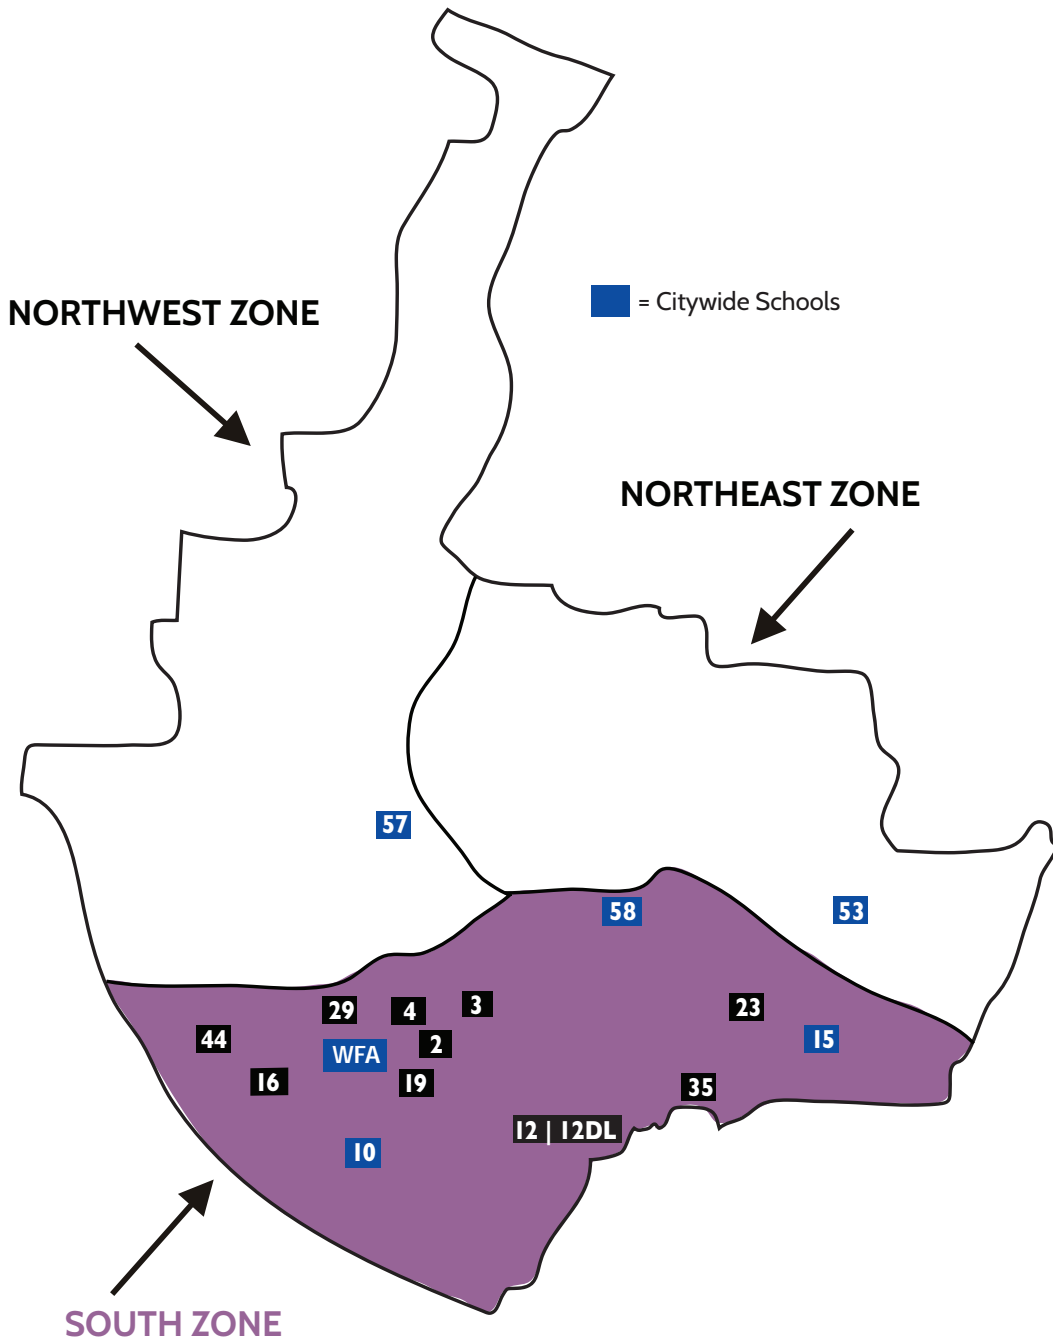 = Citywide Schools
NORTHWEST ZONE
NORTHEAST ZONE
57
58
53
29
4
3
23
44
WFA
2
15
16
19
35
12 | 12DL
10
SOUTH ZONE